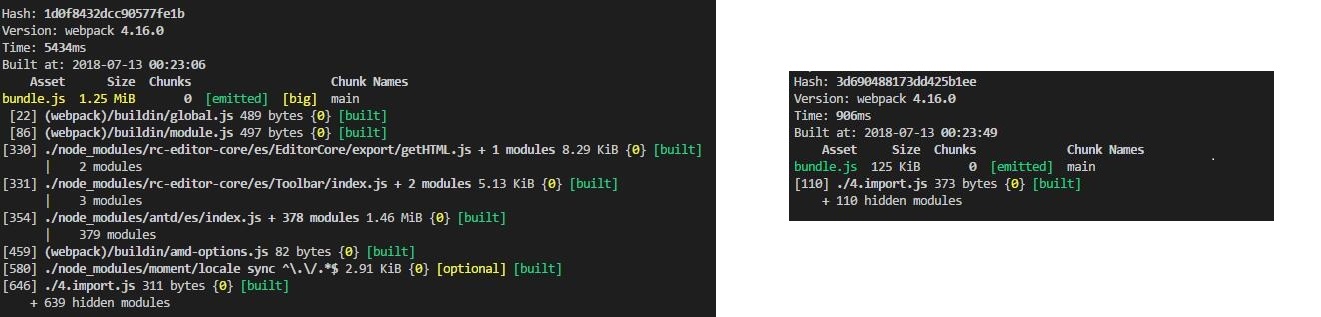 Hash: 1d0f8432dcc90577fe1b
Version: webpack 4.16.0
Time: 5434ms
Built at: 2018-07-13 00:23:06
Asset Size Chunks Chunk Names
bundle.js 1.25 MiB 0 [emitted] [big] main
[22] (webpack)/buildin/global.js 489 bytes {0} [built]
[86] (webpack)/buildin/module.js 497 bytes {0} [built]
[330] ./node_modules/rc-editor-core/es/EditorCore/export/getHTML.js + 1 modules 8.29 KiB {0} [built]
| 2 modules
[331] ./node_modules/rc-editor-core/es/Toolbar/index.js + 2 modules 5.13 KiB {0} [built]
| 3 modules
[354] ./node_modules/antd/es/index.js + 378 modules 1.46 MiB {0} [built]
| 379 modules
[459] (webpack)/buildin/amd-options.js 82 bytes {0} [built]
[580] ./node_modules/moment/locale sync ^\.\/.*$ 2.91 KiB {0} [optional] [built]
[646] ./4.import.js 311 bytes {0} [built]
+ 639 hidden modules
Hash: 3d690488173dd425b1ee
Version: webpack 4.16.0
Time: 906ms
Built at: 2018-07-13 00:23:49
Asset Size Chunks Chunk Names
bundle.js 125 KiB 0 [emitted] main
[110] ./4.import.js 373 bytes {0} [built]
+ 110 hidden modules